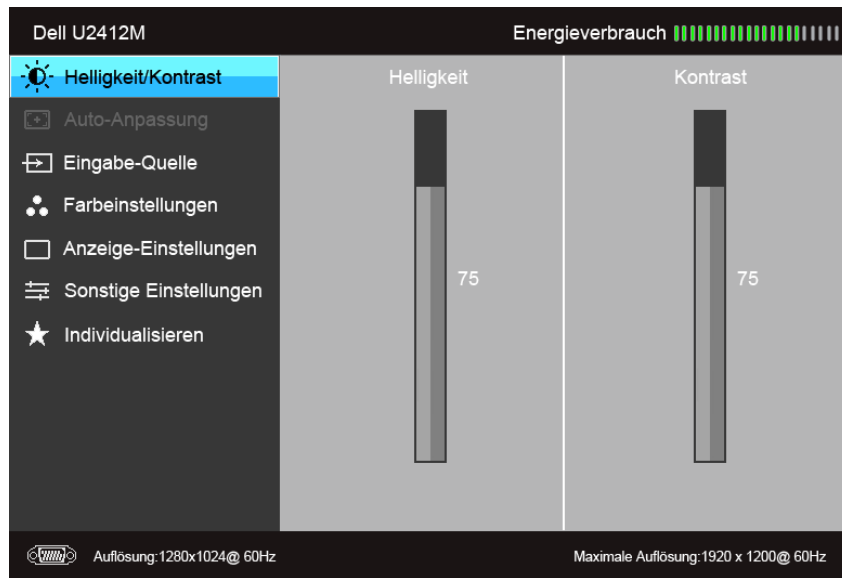 Dell U2412M
Energieverbrauch
Helligkeit/Kontrast
Auto-Anpassung
Eingabe-Quelle
Farbeinstellungen
Anzeige-Einstellungen
Sonstige Einstellungen
Individualisieren
Helligkeit
75
Kontrast
75
Auflösung:1280x1024@ 60Hz
Maximale Auflösung:1920 x 1200@ 60Hz